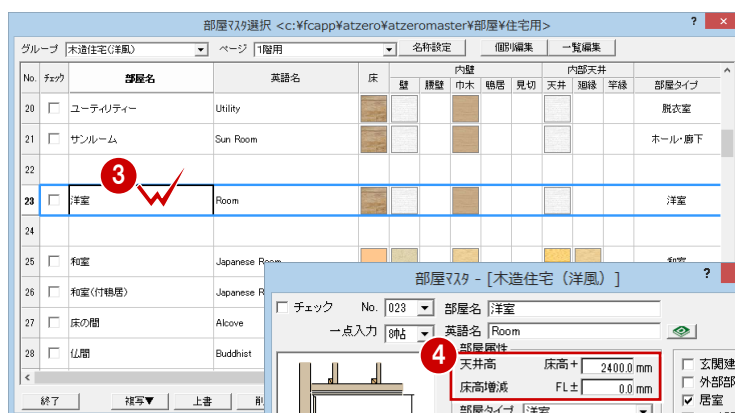 部屋ﾏｽﾀ選択 <c:¥fcapp¥atzero¥atzeromaster¥部屋¥住宅用> ? ×
グループ 木造住宅(洋風) ページ 1階用 名称設定 個別編集 一覧編集
No. ﾁｪｯｸ 部屋名 英語名 床 内壁 内部天井 部屋タイプ
壁 腰壁 巾木 鴨居 見切 天井 廻縁 竿縁
20 ユーティリティー Utility 脱衣室
21 サンルーム Sun Room ホール・廊下
22
3
23 洋室 Room 洋室
24
25 和室 Japanese Room 和室
26 和室(付鴨居) Japanese R
27 床の間 Alcove
28 仏間 Buddhist
終了 複写▼ 上書 削
部屋ﾏｽﾀ - [木造住宅(洋風)] ?
チェック No. 023 部屋名 洋室
一点入力 8帖 英語名 Room
4
部屋属性
天井高 床高+ 2400.0 mm 玄関建
床高増減 FL± 0.0 mm 外部部
部屋タイプ 洋室 居室